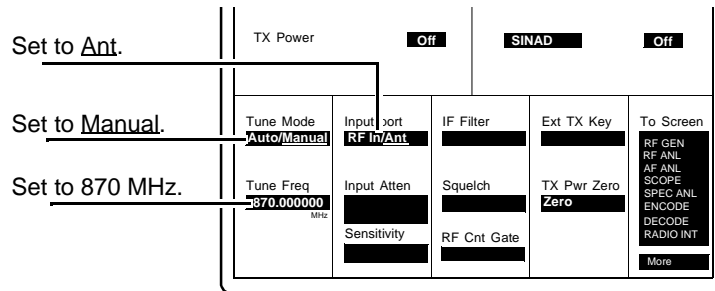 Set to Ant.
Set to Manual.
Set to 870 MHz.
TX Power
Off
SINAD
Off
Tune Mode
Auto/Manual
Tune Freq
870.000000
MHz
Input port
RF In/Ant
Input Atten
Sensitivity
IF Filter
Squelch
RF Cnt Gate
Ext TX Key
TX Pwr Zero
Zero
To Screen
RF GEN
RF ANL
AF ANL
SCOPE
SPEC ANL
ENCODE
DECODE
RADIO INT
More